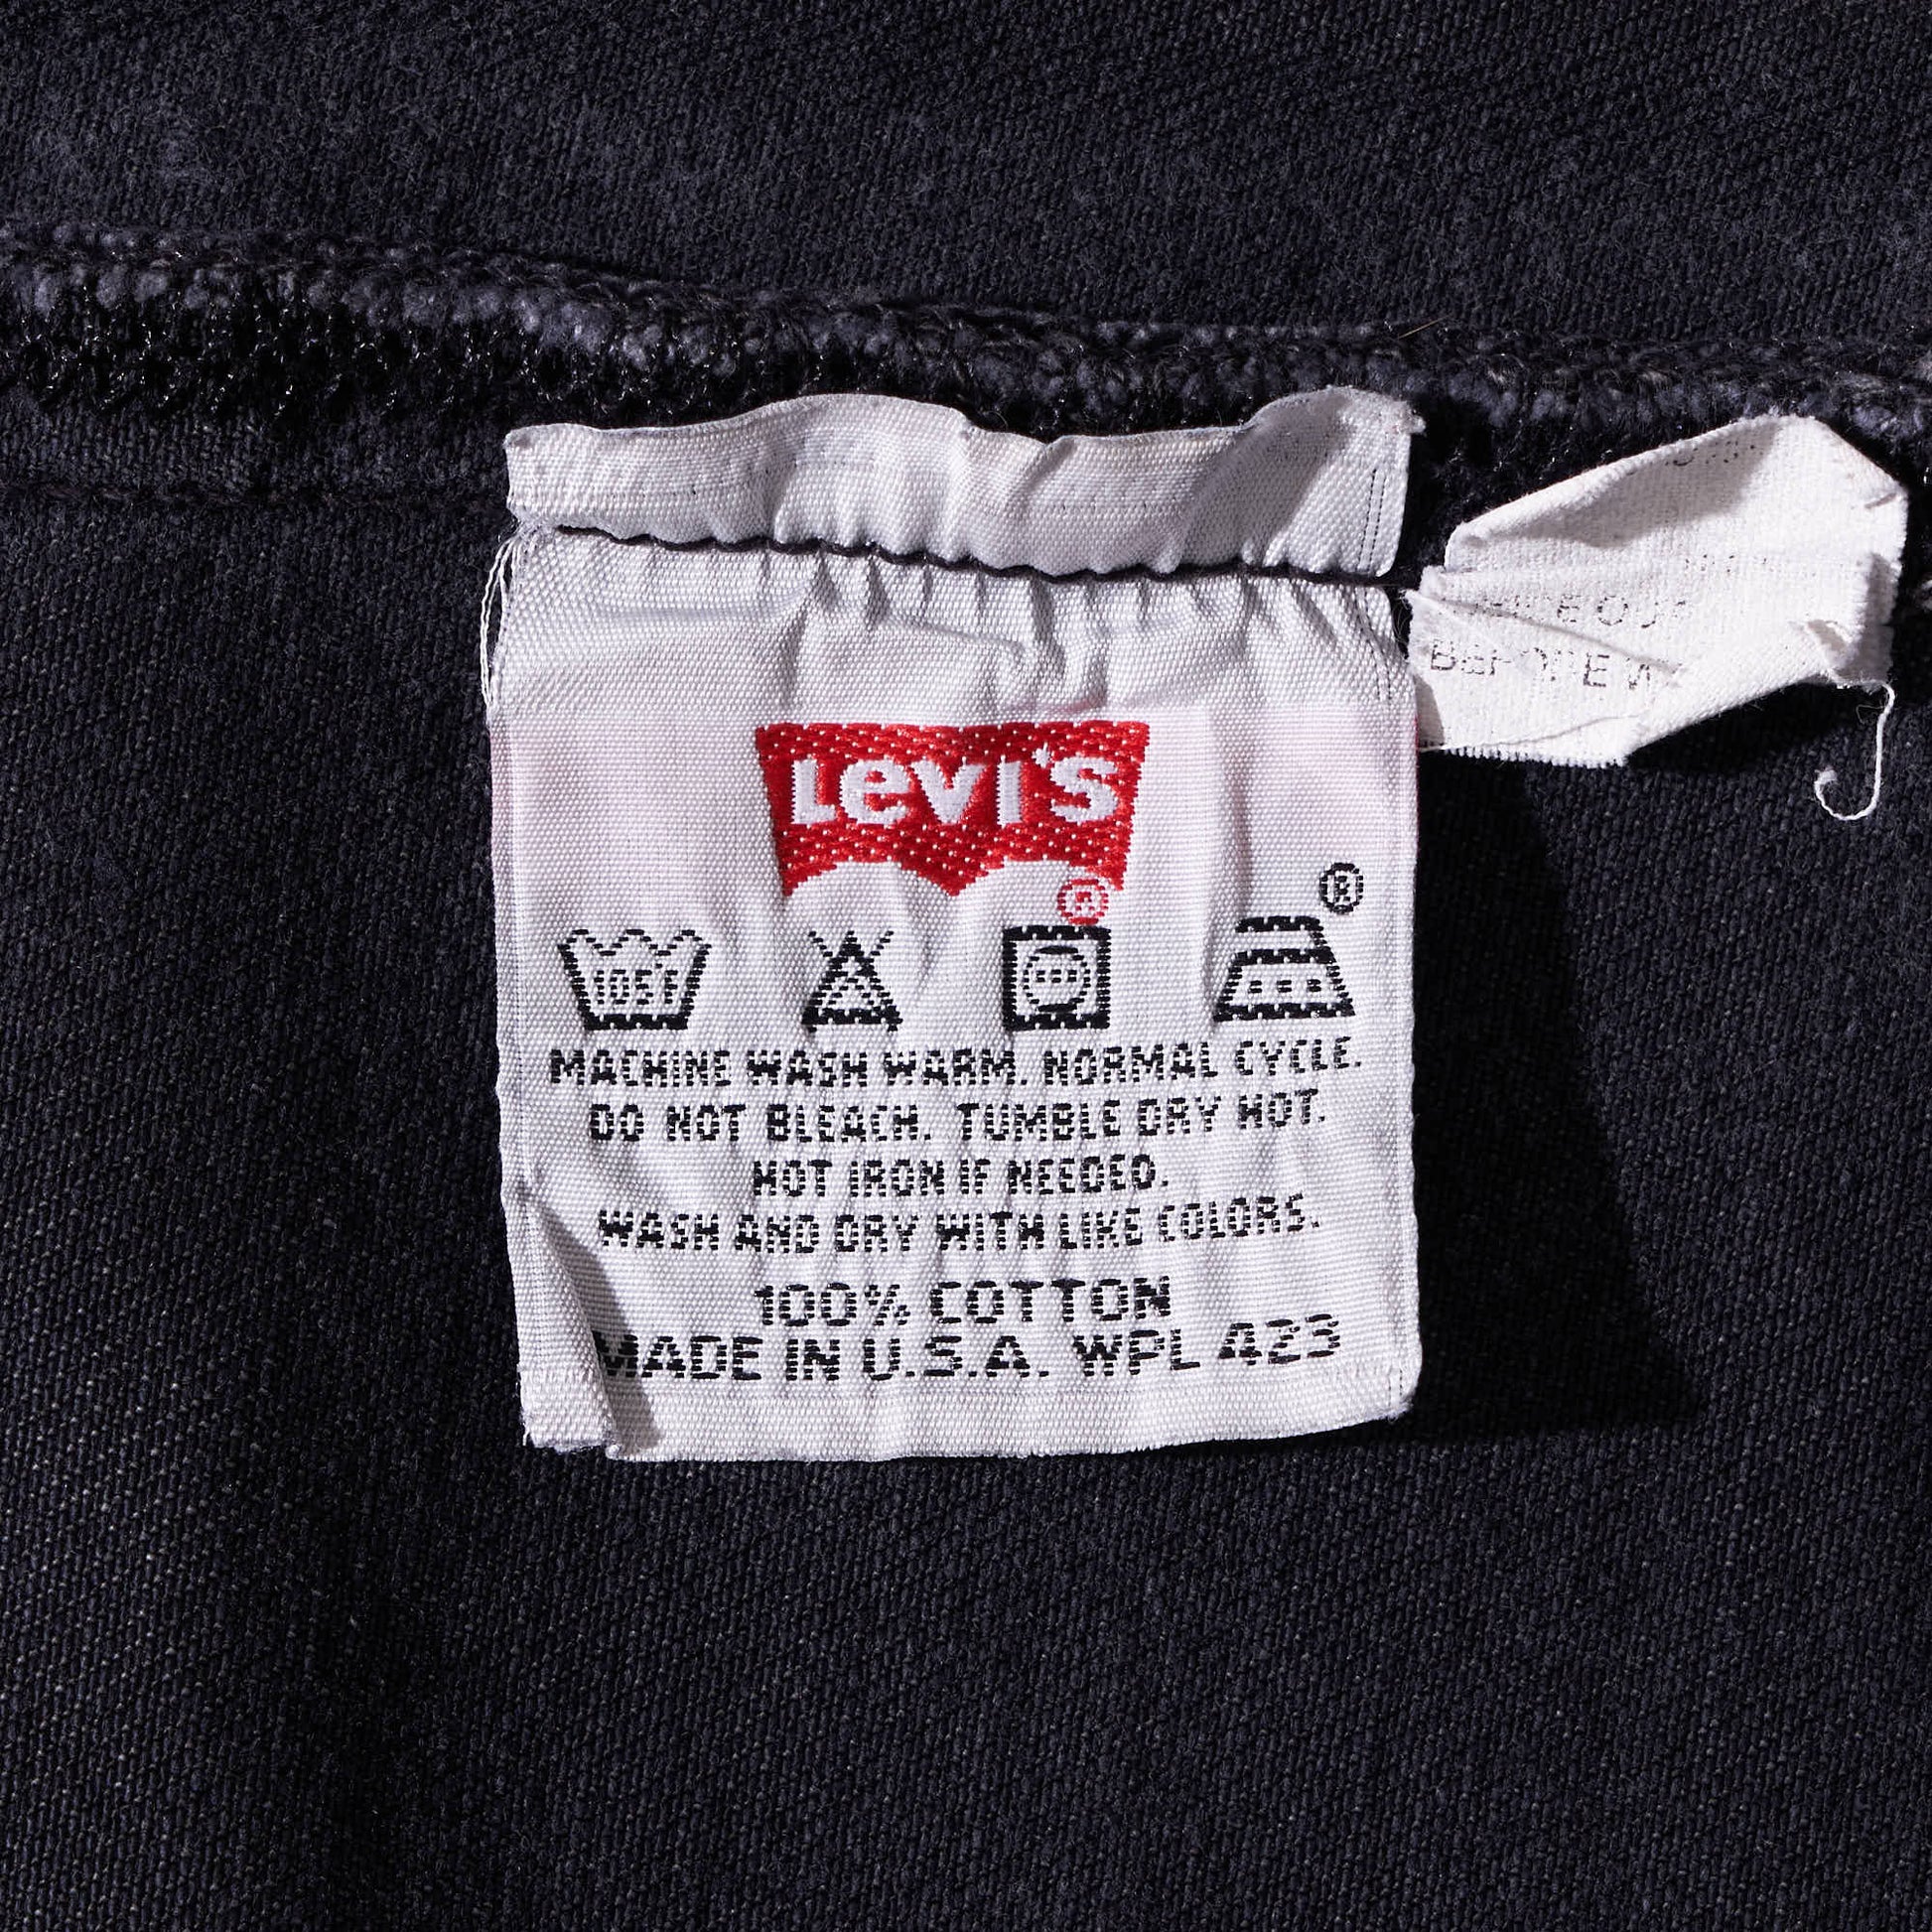 Levi's
®
®
105F
MACHINE WASH WARM. NORMAL CYCLE.
DO NOT BLEACH. TUMBLE DRY HOT.
HOT IRON IF NEEDED.
WASH AND DRY WITH LIKE COLORS.
100% COTTON
MADE IN U.S.A. WPL 423